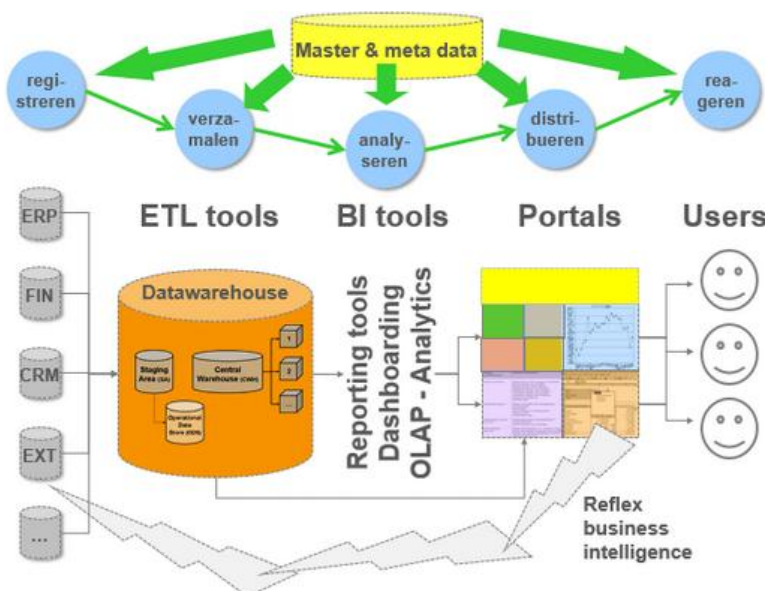 Master & meta data
regi-
streren
verza-
malen
analy-
seren
distri-
bueren
rea-
geren
ETL tools
BI tools
Portals
Users
ERP
FIN
CRM
EXT
...
Datawarehouse
Staging
Area (SA)
Central
Warehouse (CWH)
Operational
Data
Store (ODS)
1
2
...
Reporting tools
Dashboarding
OLAP - Analytics
Reflex
business
intelligence